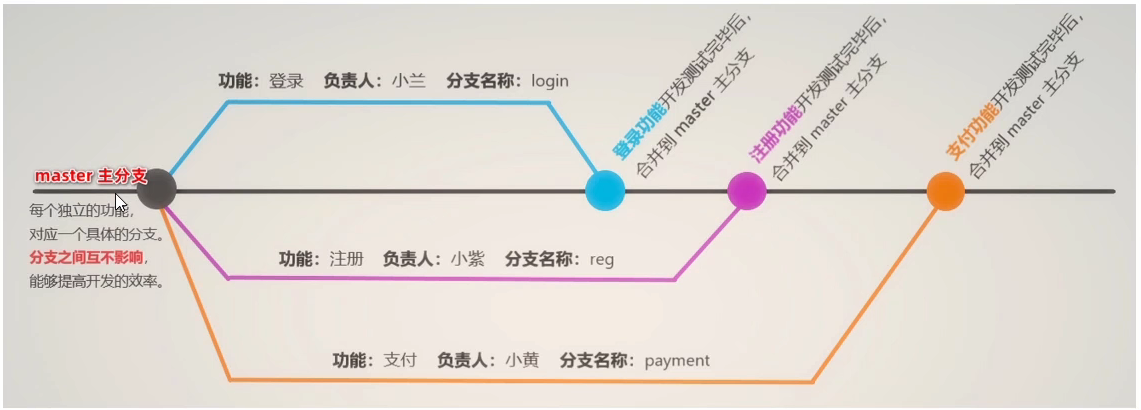 功能：登录 负责人：小兰 分支名称：login
登录功能开发测试完毕后，
合并到 master 主分支
注册功能开发测试完毕后，
合并到 master 主分支
支付功能开发测试完毕后，
合并到 master 主分支
master 主分支
每个独立的功能，
对应一个具体的分支。
分支之间互不影响，
能够提高开发的效率。
功能：注册 负责人：小紫 分支名称：reg
功能：支付 负责人：小黄 分支名称：payment